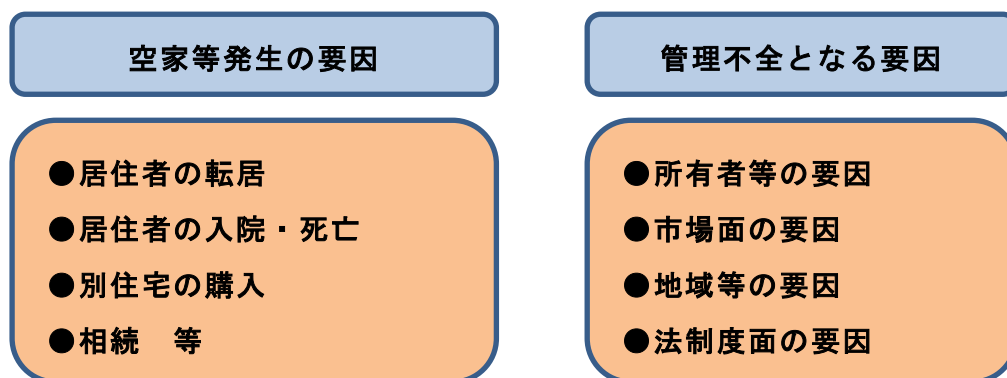 空家等発生の要因
●居住者の転居
●居住者の入院・死亡
●別住宅の購入
●相続　等
管理不全となる要因
●所有者等の要因
●市場面の要因
●地域等の要因
●法制度面の要因